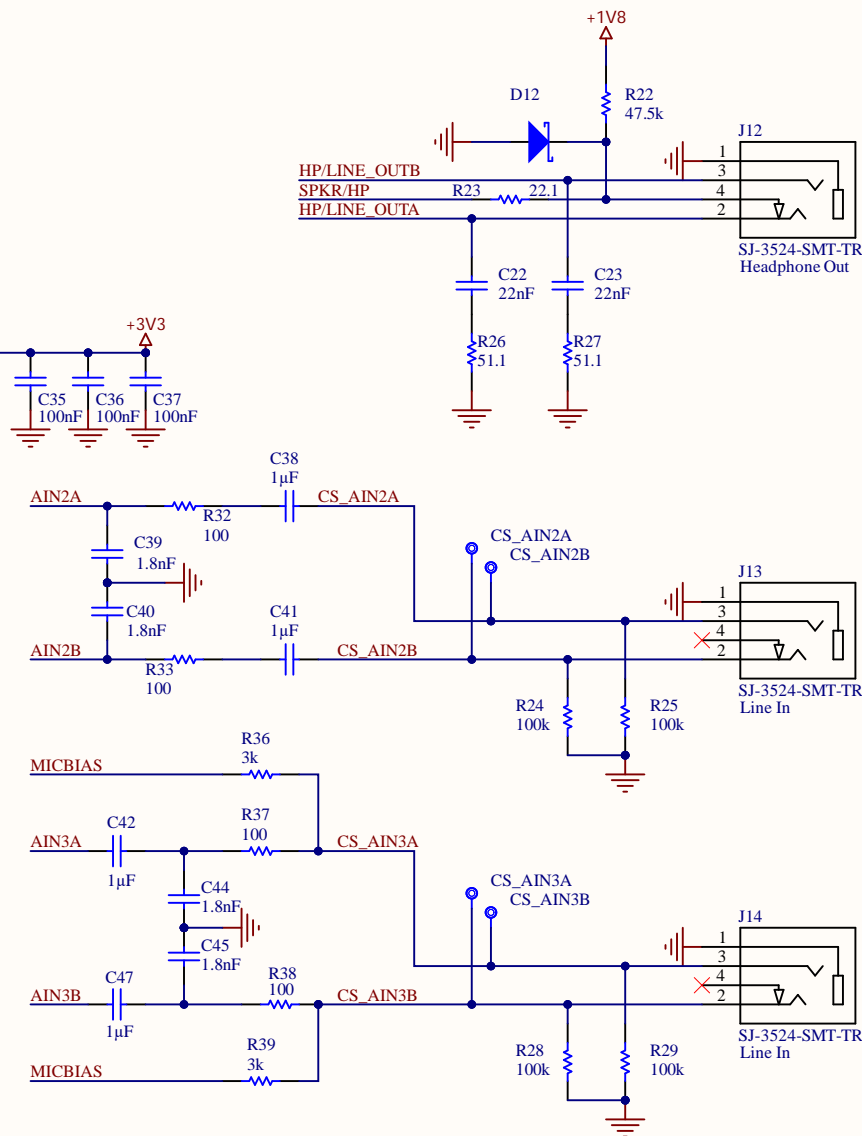 +1V8
D12
R22
47.5k
J12
HP/LINE_OUTB
SPKR/HP
R23
22.1
HP/LINE_OUTA
1
3
4
2
SJ-3524-SMT-TR
Headphone Out
C22
22nF
C23
22nF
R26
51.1
R27
51.1
+3V3
C35
100nF
C36
100nF
C37
100nF
C38
1µF
AIN2A
CS_AIN2A
R32
100
C39
1.8nF
C40
1.8nF
C41
1µF
AIN2B
CS_AIN2B
R33
100
CS_AIN2A
CS_AIN2B
J13
1
3
4
2
SJ-3524-SMT-TR
Line In
R24
100k
R25
100k
R36
3k
MICBIAS
R37
100
C42
AIN3A
CS_AIN3A
1µF
C44
1.8nF
C45
1.8nF
C47
R38
100
AIN3B
CS_AIN3B
1µF
R39
3k
MICBIAS
CS_AIN3A
CS_AIN3B
J14
1
3
4
2
SJ-3524-SMT-TR
Line In
R28
100k
R29
100k